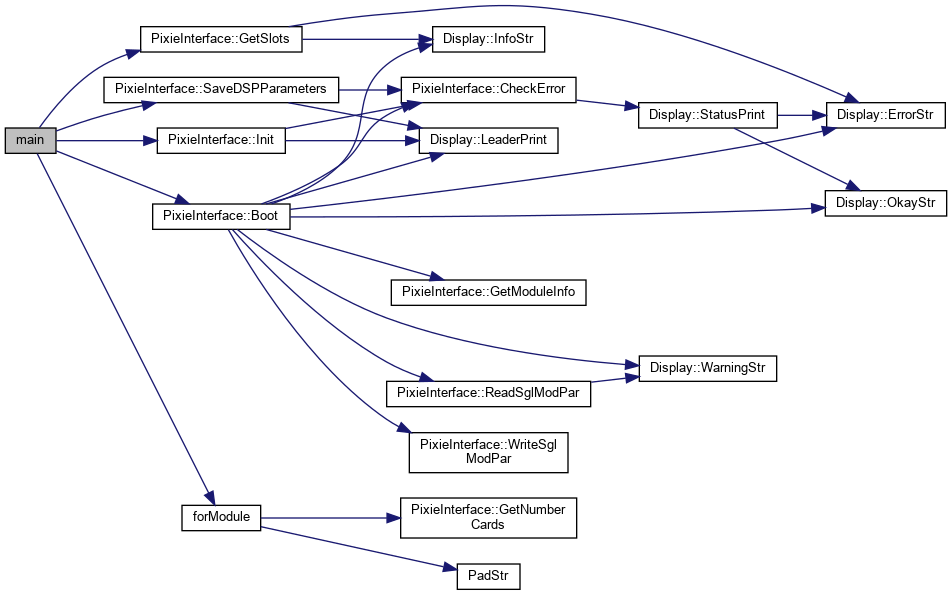 PixieInterface::GetSlots
Display::InfoStr
PixieInterface::SaveDSPParameters
PixieInterface::CheckError
Display::StatusPrint
Display::ErrorStr
main
PixieInterface::Init
Display::LeaderPrint
PixieInterface::Boot
Display::OkayStr
PixieInterface::GetModuleInfo
Display::WarningStr
PixieInterface::ReadSglModPar
PixieInterface::WriteSgl
ModPar
forModule
PixieInterface::GetNumber
Cards
PadStr